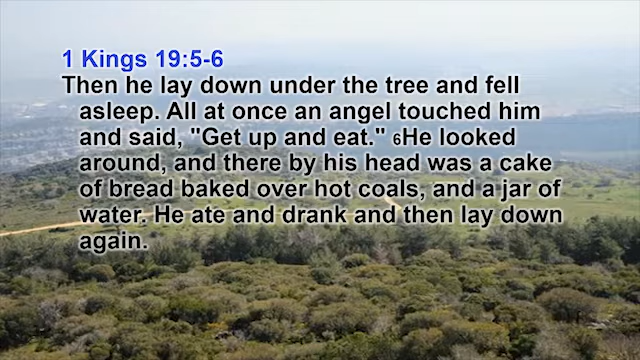 1 Kings 19:5-6
Then he lay down under the tree and fell
asleep. All at once an angel touched him
and said, "Get up and eat." 6He looked
around, and there by his head was a cake
of bread baked over hot coals, and a jar of
water. He ate and drank and then lay down
again.